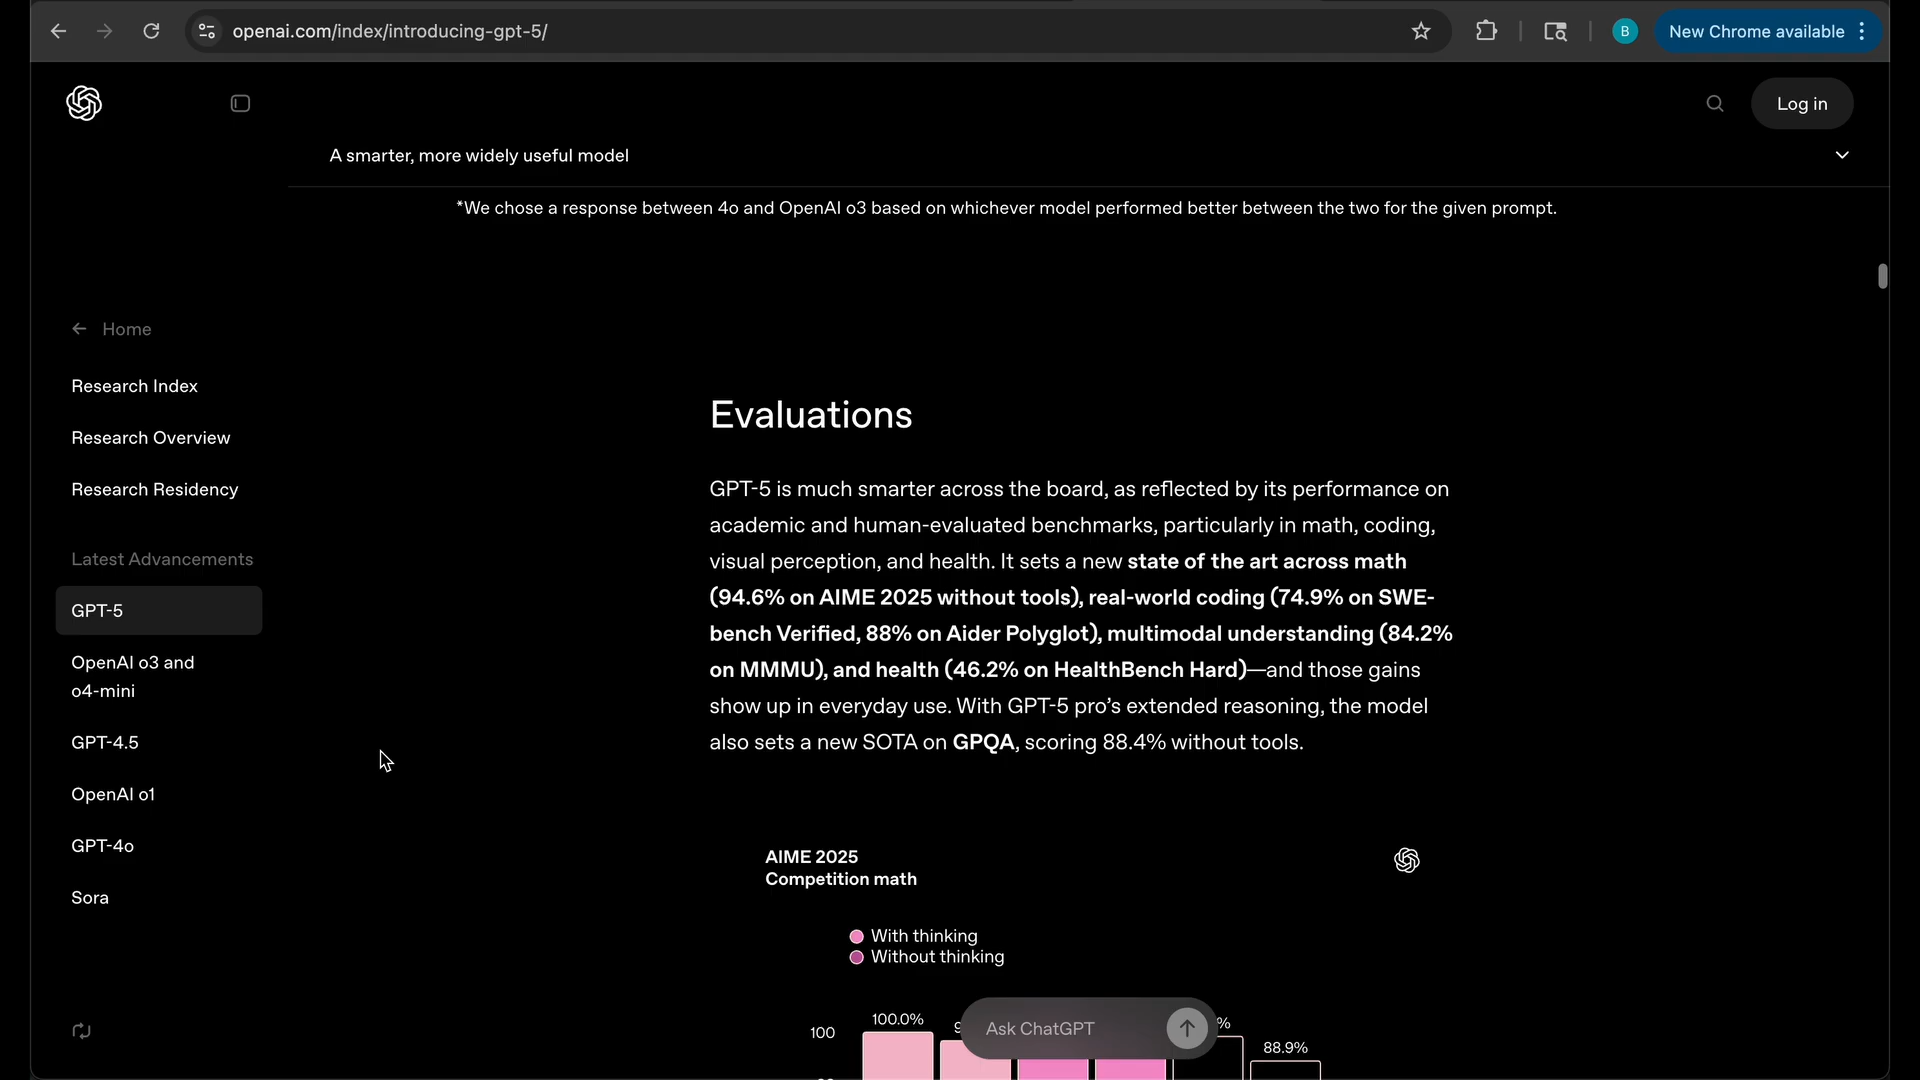 openai.com/index/introducing-gpt-5/
B
New Chrome available
Log in
A smarter, more widely useful model
*We chose a response between 4o and OpenAI o3 based on whichever model performed better between the two for the given prompt.
Home
Research Index
Research Overview
Research Residency
Latest Advancements
GPT-5
OpenAI o3 and
o4-mini
GPT-4.5
OpenAI o1
GPT-4o
Sora
Evaluations
GPT-5 is much smarter across the board, as reflected by its performance on
academic and human-evaluated benchmarks, particularly in math, coding,
visual perception, and health. It sets a new state of the art across math
(94.6% on AIME 2025 without tools), real-world coding (74.9% on SWE-
bench Verified, 88% on Aider Polyglot), multimodal understanding (84.2%
on MMMU), and health (46.2% on HealthBench Hard)—and those gains
show up in everyday use. With GPT-5 pro’s extended reasoning, the model
also sets a new SOTA on GPQA, scoring 88.4% without tools.
AIME 2025
Competition math
With thinking
Without thinking
100
100.0%
88.9%
Ask ChatGPT